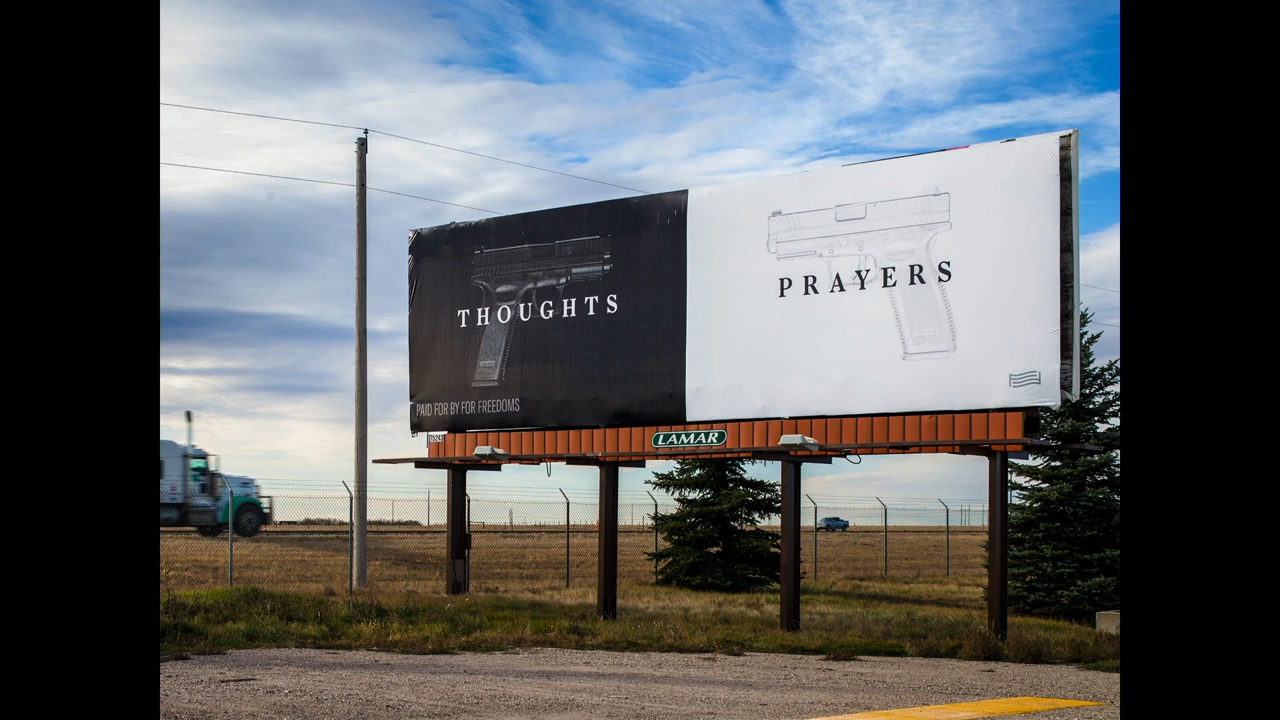 THOUGHTS
PRAYERS
PAID FOR BY FOR FREEDOMS
LAMAR